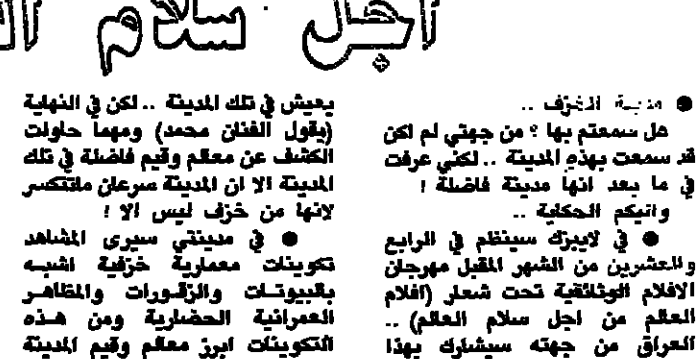 اجل سلام
● مدينة الخزف ..
هل سمعتم بها ؟ من جهتي لم اكن
قد سمعت بهذه المدينة .. لكني عرفت
في ما بعد انها مدينة فاضلة !
واليكم الحكاية ..
● في لايبزك سينظم في الرابع
والعشرين من الشهر المقبل مهرجان
الافلام الوثائقية تحت شعار (افلام
العالم من اجل سلام العالم) ..
العراق من جهته سيشارك بهذا
يعيش في تلك المدينة .. لكن في النهاية
(يقول الفنان محمد) ومهما حاولت
الكشف عن معالم وقيم فاضلة في تلك
المدينة الا ان المدينة سرعان ماتتكسر
لانها من خزف ليس الا !
● في مدينتي سيرى المشاهد
تكوينات معمارية خزفية اشبه
بالبيوتات والزقورات والمظاهر
العمرانية الحضارية ومن هذه
التكوينات ابرز معالم وقيم المدينة